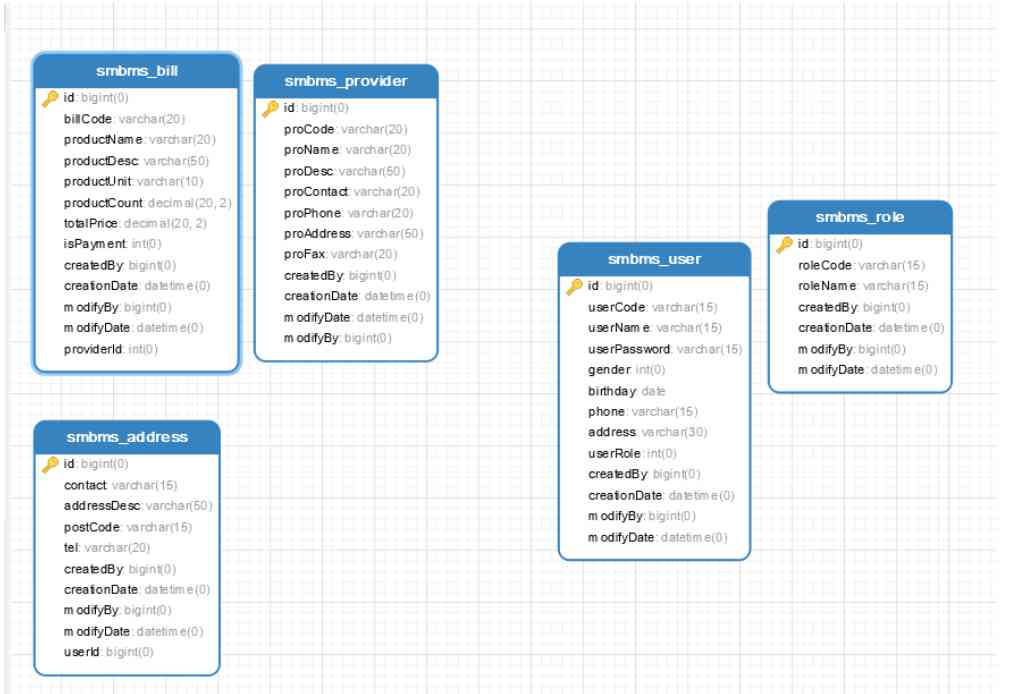 smbms_bill
id: bigint(0)
billCode: varchar(20)
productName: varchar(20)
productDesc: varchar(50)
productUnit: varchar(10)
productCount: decimal(20, 2)
totalPrice: decimal(20, 2)
isPayment: int(0)
createdBy: bigint(0)
creationDate: datetime(0)
modifyBy: bigint(0)
modifyDate: datetime(0)
providerId: int(0)
smbms_provider
id: bigint(0)
proCode: varchar(20)
proName: varchar(20)
proDesc: varchar(50)
proContact: varchar(20)
proPhone: varchar(20)
proAddress: varchar(50)
proFax: varchar(20)
createdBy: bigint(0)
creationDate: datetime(0)
modifyDate: datetime(0)
modifyBy: bigint(0)
smbms_user
id: bigint(0)
userCode: varchar(15)
userName: varchar(15)
userPassword: varchar(15)
gender: int(0)
birthday: date
phone: varchar(15)
address: varchar(30)
userRole: int(0)
createdBy: bigint(0)
creationDate: datetime(0)
modifyBy: bigint(0)
modifyDate: datetime(0)
smbms_role
id: bigint(0)
roleCode: varchar(15)
roleName: varchar(15)
createdBy: bigint(0)
creationDate: datetime(0)
modifyBy: bigint(0)
modifyDate: datetime(0)
smbms_address
id: bigint(0)
contact: varchar(15)
addressDesc: varchar(50)
postCode: varchar(15)
tel: varchar(20)
createdBy: bigint(0)
creationDate: datetime(0)
modifyBy: bigint(0)
modifyDate: datetime(0)
userId: bigint(0)